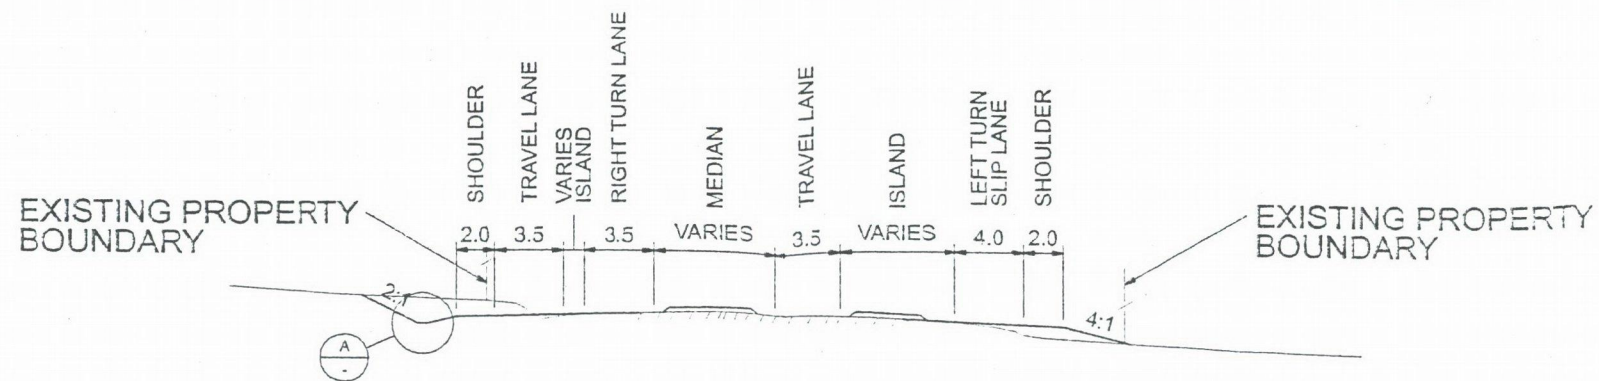 SHOULDER
TRAVEL LANE
VARIES
ISLAND
RIGHT TURN LANE
MEDIAN
TRAVEL LANE
ISLAND
LEFT TURN
SLIP LANE
SHOULDER
EXISTING PROPERTY
BOUNDARY
2.0
3.5
3.5
VARIES
3.5
VARIES
4.0
2.0
EXISTING PROPERTY
BOUNDARY
2:1
4:1
A
-